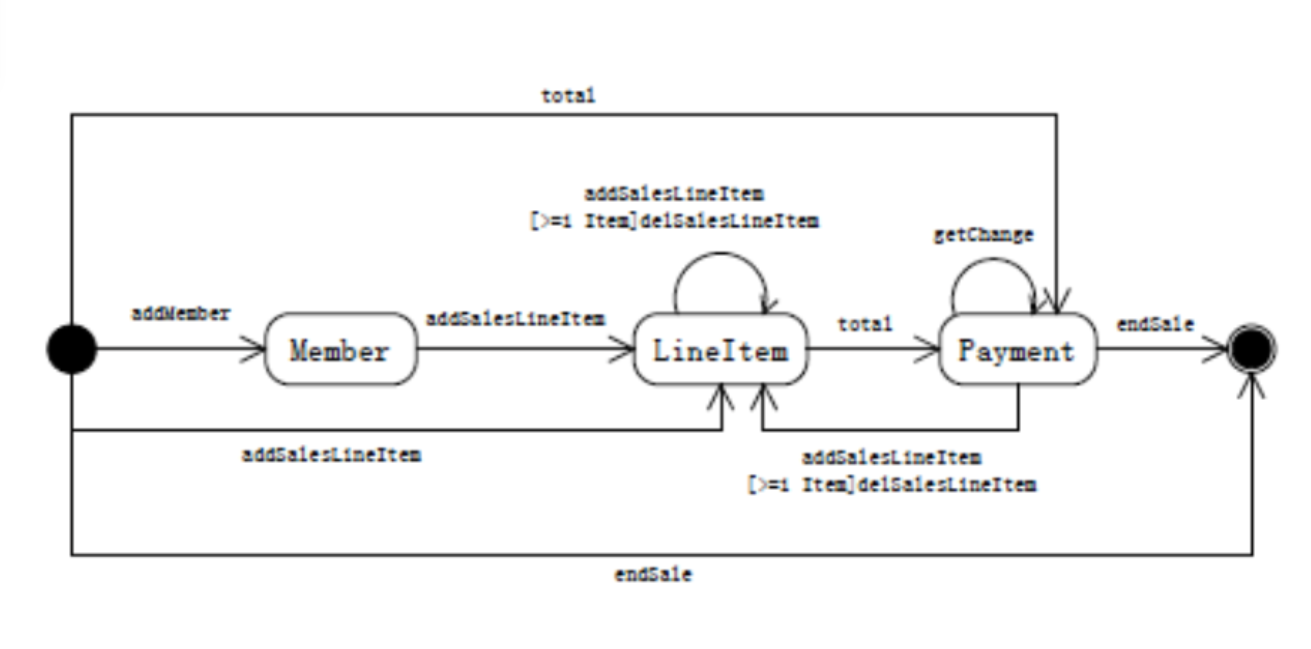 total
addSalesLineItem
[>=1 Item]delSalesLineItem
getChange
addMember
addSalesLineItem
total
endSale
Member
LineItem
Payment
addSalesLineItem
addSalesLineItem
[>=1 Item]delSalesLineItem
endSale